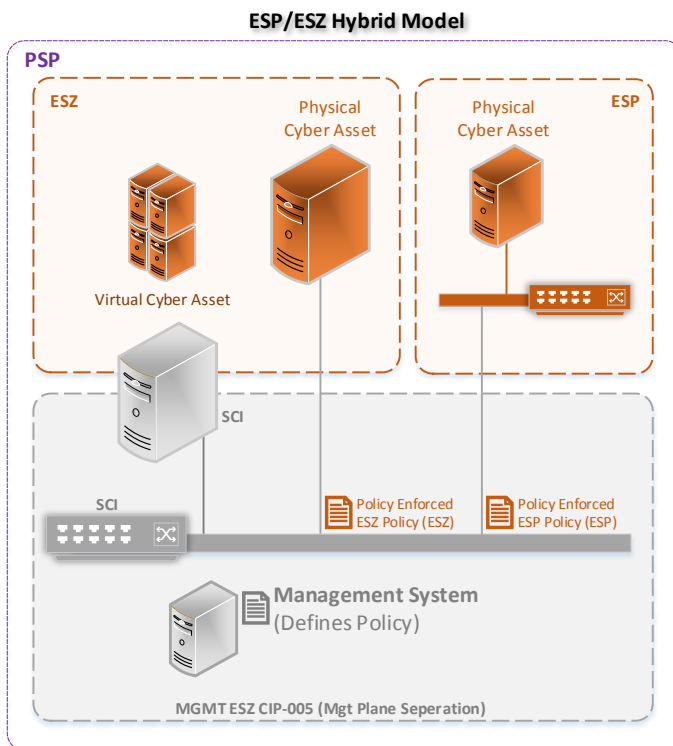 ESP/ESZ Hybrid Model
PSP
ESZ
Physical
Cyber Asset
Virtual Cyber Asset
Physical
Cyber Asset
ESP
SCI
SCI
Policy Enforced
ESZ Policy (ESZ)
Policy Enforced
ESP Policy (ESP)
Management System
(Defines Policy)
MGMT ESZ CIP-005 (Mgt Plane Seperation)